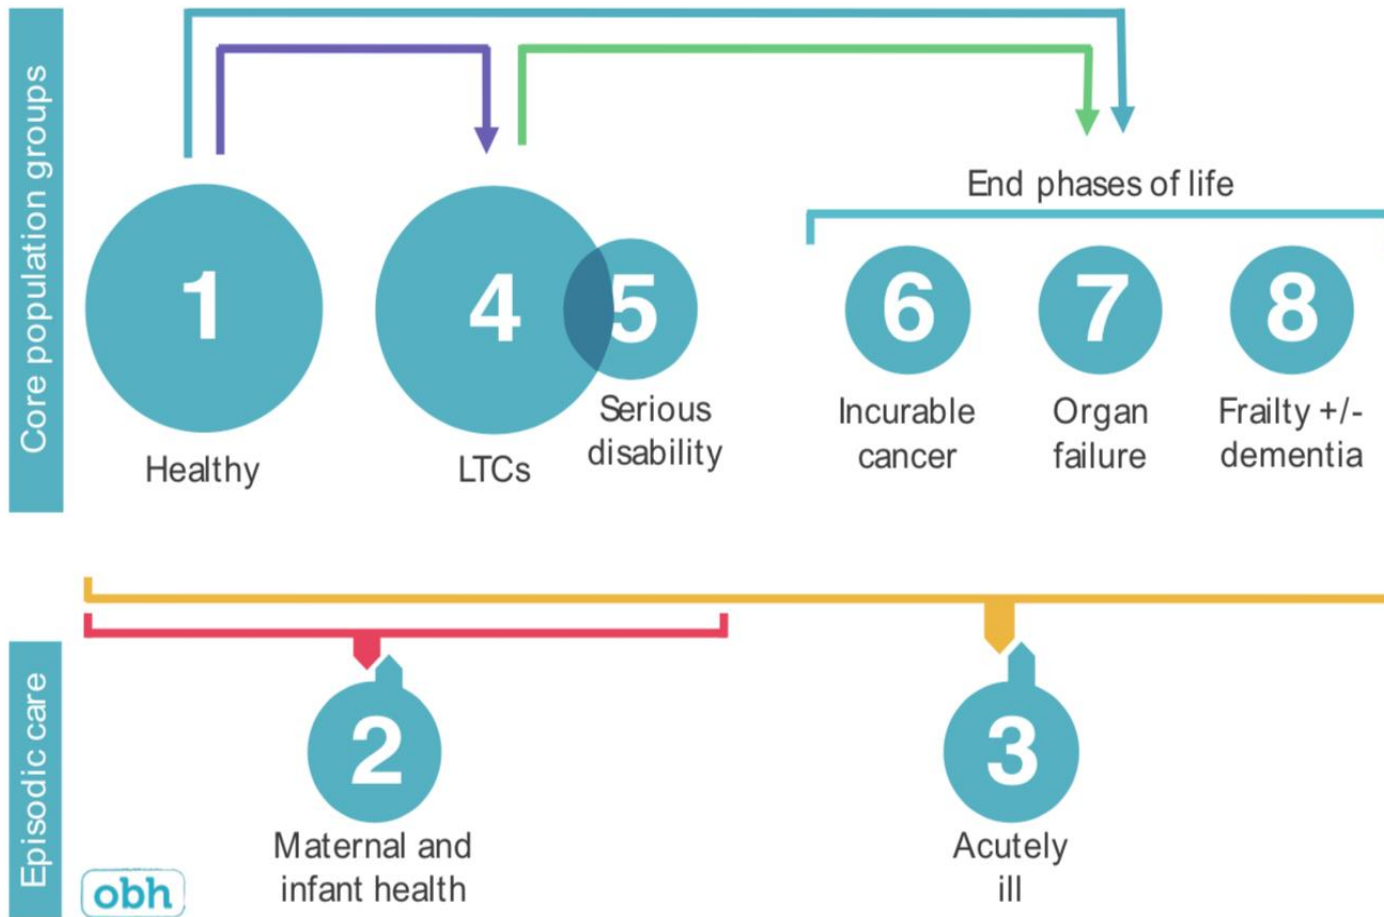 Core population groups
End phases of life
1
4
5
6
7
8
Healthy
LTCs
Serious
disability
Incurable
cancer
Organ
failure
Frailty +/-
dementia
Episodic care
2
3
Maternal and
infant health
Acutely
ill
obh